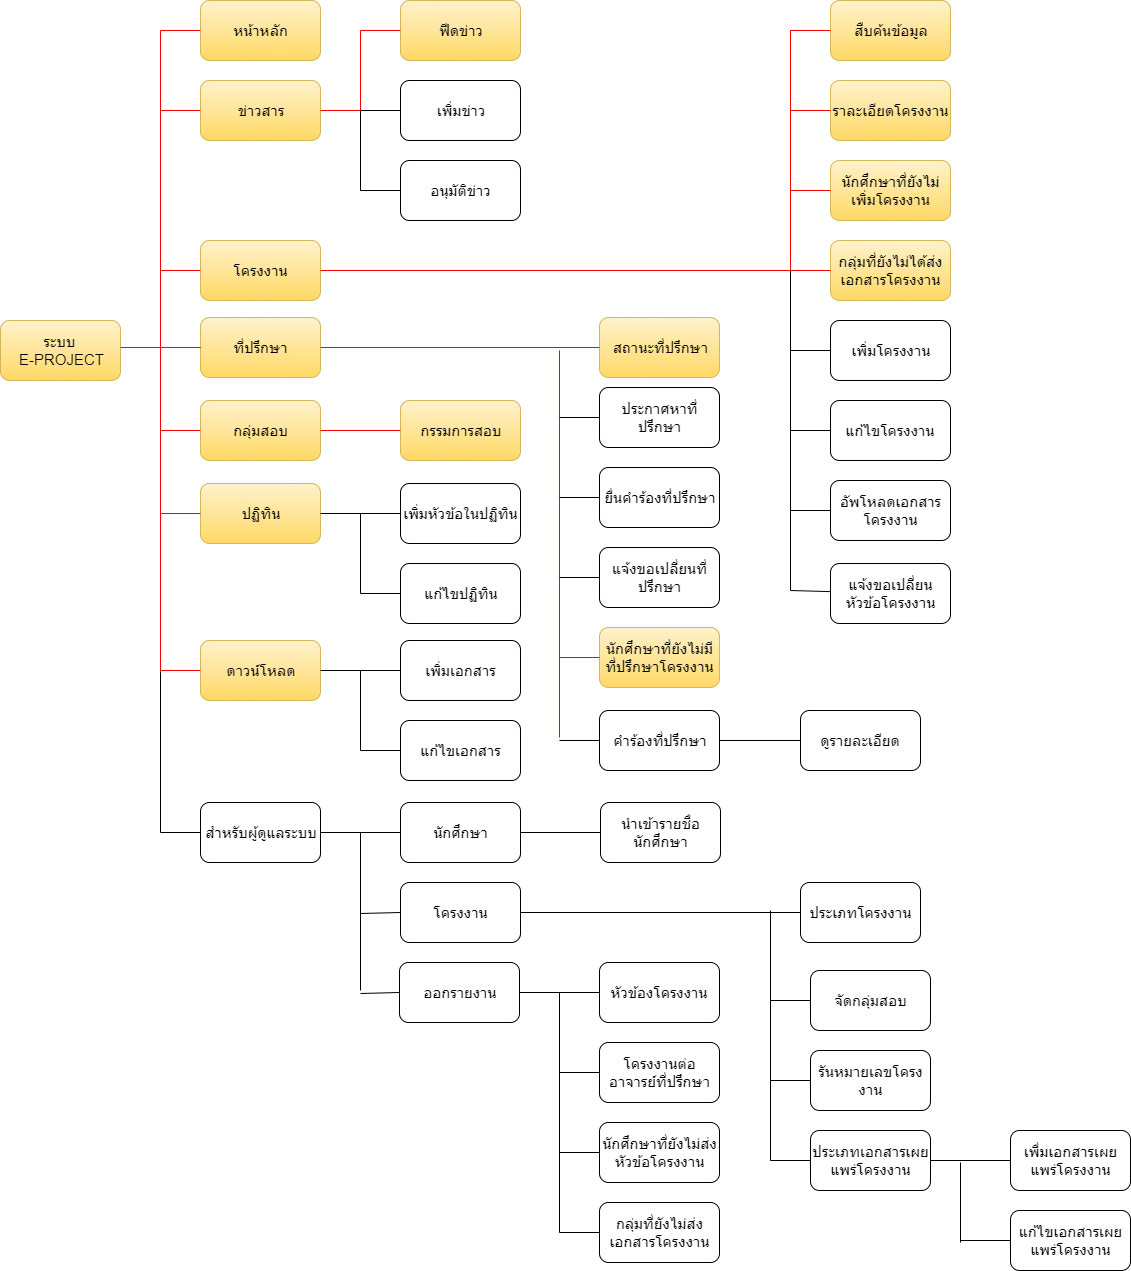 หน้าหลัก
ฟีดข่าว
สืบค้นข้อมูล
ข่าวสาร
เพิ่มข่าว
ราละเอียดโครงงาน
อนุมัติข่าว
นักศึกษาที่ยังไม่
เพิ่มโครงงาน
โครงงาน
กลุ่มที่ยังไม่ได้ส่ง
เอกสารโครงงาน
ระบบ
E-PROJECT
ที่ปรึกษา
สถานะที่ปรึกษา
เพิ่มโครงงาน
ประกาศหาที่
ปรึกษา
กลุ่มสอบ
กรรมการสอบ
แก้ไขโครงงาน
ยื่นคำร้องที่ปรึกษา
ปฏิทิน
เพิ่มหัวข้อในปฏิทิน
อัพโหลดเอกสาร
โครงงาน
แจ้งขอเปลี่ยนที่
ปรึกษา
แก้ไขปฏิทิน
แจ้งขอเปลี่ยน
หัวข้อโครงงาน
ดาวน์โหลด
เพิ่มเอกสาร
นักศึกษาที่ยังไม่มี
ที่ปรึกษาโครงงาน
แก้ไขเอกสาร
คำร้องที่ปรึกษา
ดูรายละเอียด
สำหรับผู้ดูแลระบบ
นักศึกษา
นำเข้ารายชื่อ
นักศึกษา
โครงงาน
ประเภทโครงงาน
ออกรายงาน
หัวข้องโครงงาน
จัดกลุ่มสอบ
โครงงานต่อ
อาจารย์ที่ปรึกษา
รันหมายเลขโครง
งาน
นักศึกษาที่ยังไม่ส่ง
หัวข้อโครงงาน
ประเภทเอกสารเผย
แพร่โครงงาน
เพื่มเอกสารเผย
แพร่โครงงาน
กลุ่มที่ยังไม่ส่ง
เอกสารโครงงาน
แก้ไขเอกสารเผย
แพร่โครงงาน